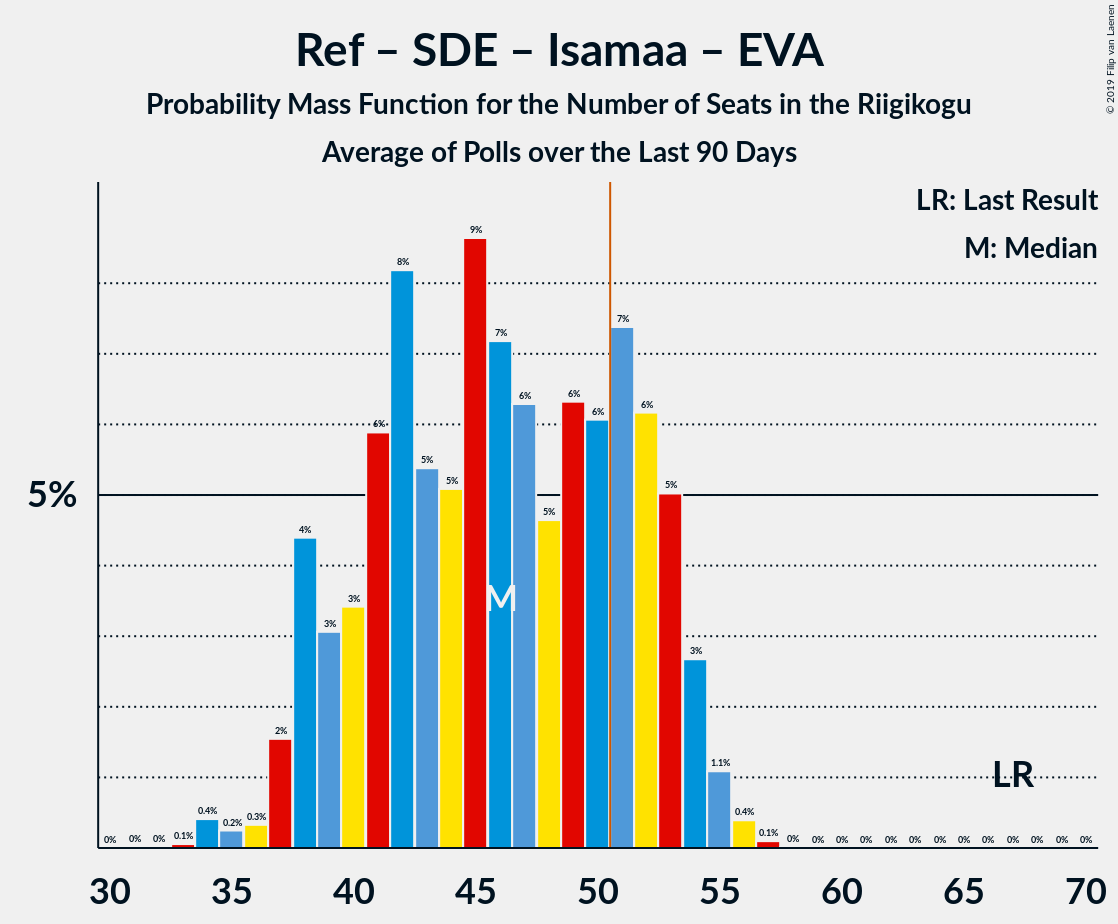 Ref – SDE – Isamaa – EVA
Probability Mass Function for the Number of Seats in the Riigikogu
Average of Polls over the Last 90 Days
© 2019 Filip van Laenen
LR: Last Result
M: Median
5%
0% 0% 0% 0.1% 0.4% 0.2% 0.3% 2% 4% 3% 3% 6% 8% 5% 5% 9% 7% 6% 5% 6% 6% 7% 6% 5% 3% 1.1% 0.4% 0.1% 0% 0% 0% 0% 0% 0% 0% 0% 0% 0% 0% 0% 0%
M
LR
30 35 40 45 50 55 60 65 70